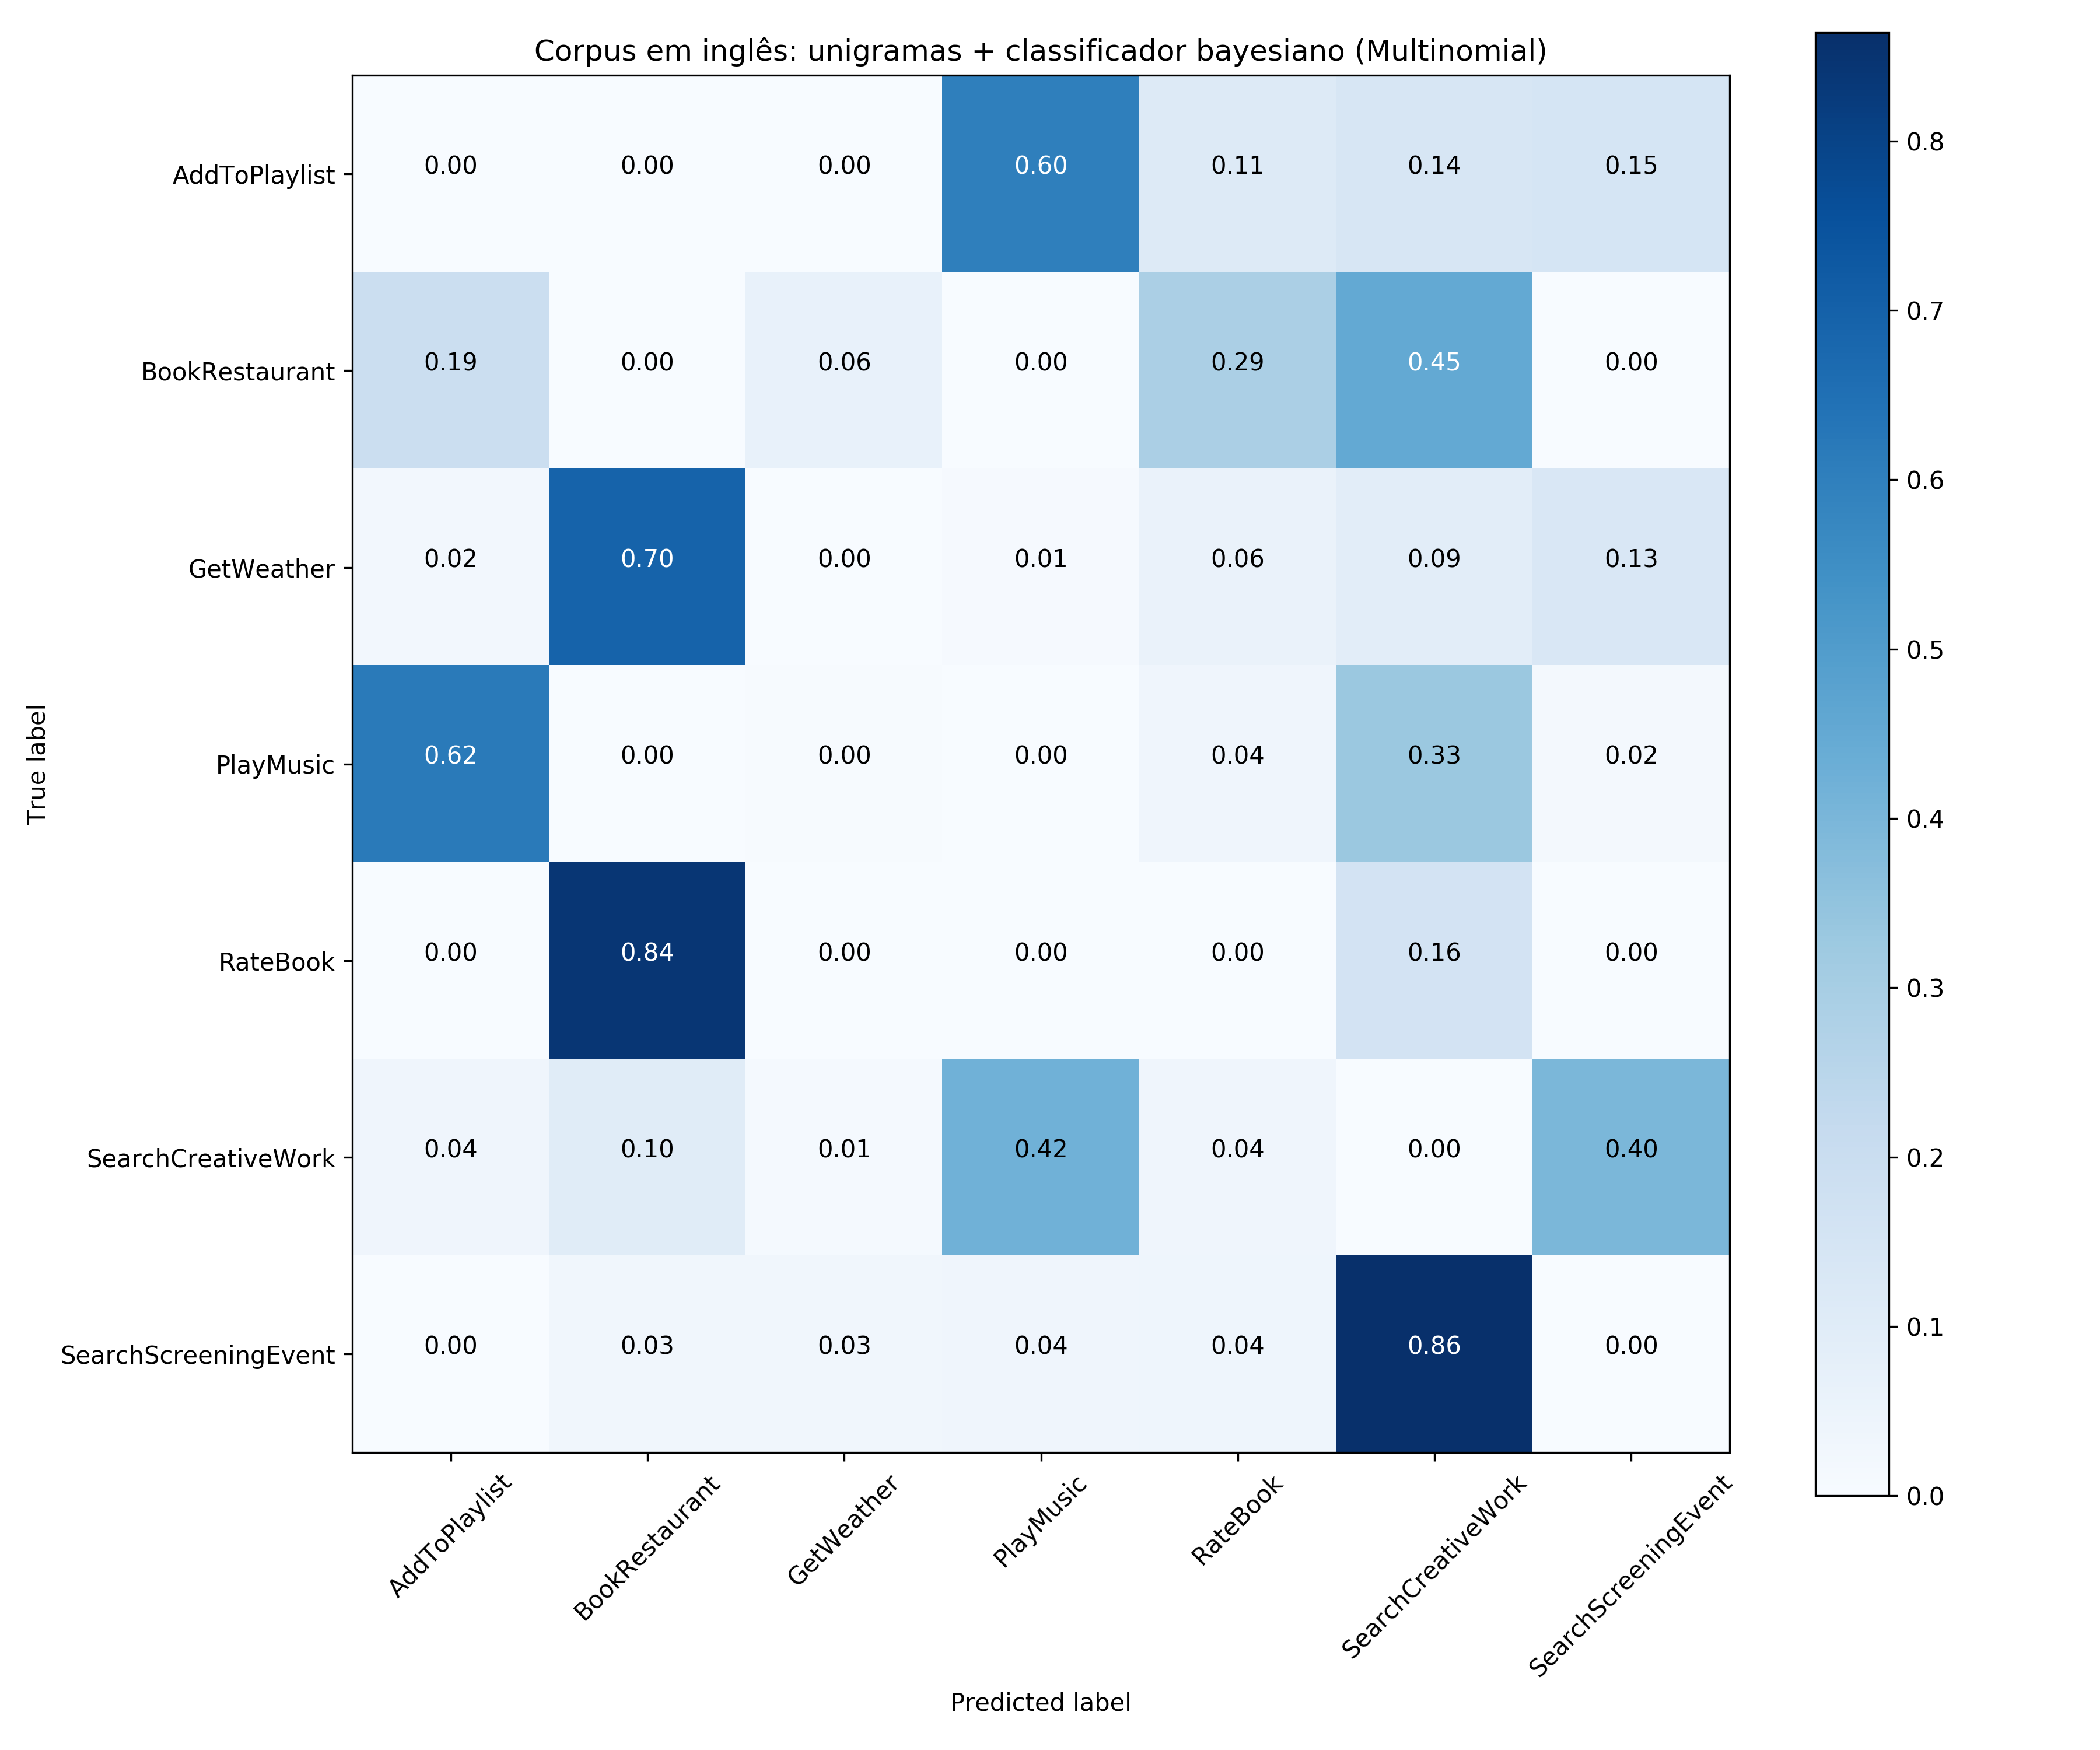 Corpus em inglês: unigramas + classificador bayesiano (Multinomial)
AddToPlaylist 0.00 0.00 0.00 0.60 0.11 0.14 0.15
BookRestaurant 0.19 0.00 0.06 0.00 0.29 0.45 0.00
GetWeather 0.02 0.70 0.00 0.01 0.06 0.09 0.13
PlayMusic 0.62 0.00 0.00 0.00 0.04 0.33 0.02
RateBook 0.00 0.84 0.00 0.00 0.00 0.16 0.00
SearchCreativeWork 0.04 0.10 0.01 0.42 0.04 0.00 0.40
SearchScreeningEvent 0.00 0.03 0.03 0.04 0.04 0.86 0.00
True label
AddToPlaylist
BookRestaurant
GetWeather
PlayMusic
RateBook
SearchCreativeWork
SearchScreeningEvent
Predicted label
0.8
0.7
0.6
0.5
0.4
0.3
0.2
0.1
0.0